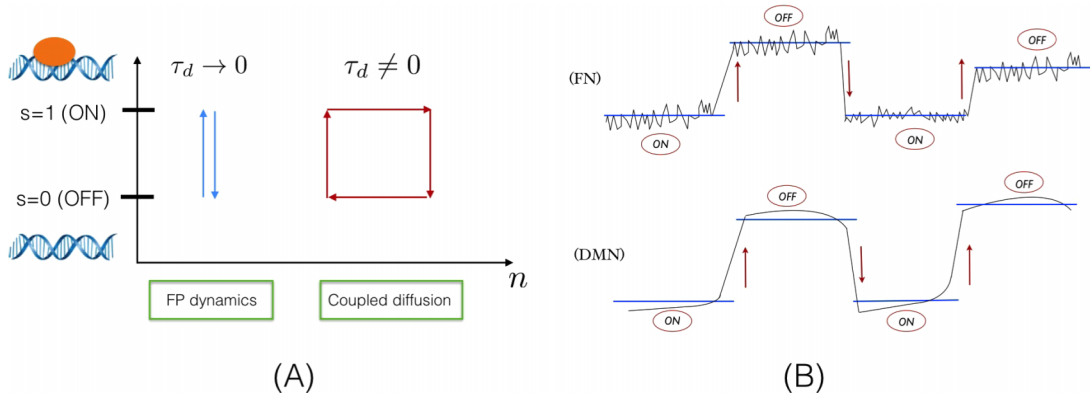 τ_d → 0
τ_d ≠ 0
s=1 (ON)
s=0 (OFF)
n
FP dynamics
Coupled diffusion
(A)
OFF
OFF
(FN)
ON
ON
OFF
OFF
(DMN)
ON
ON
(B)